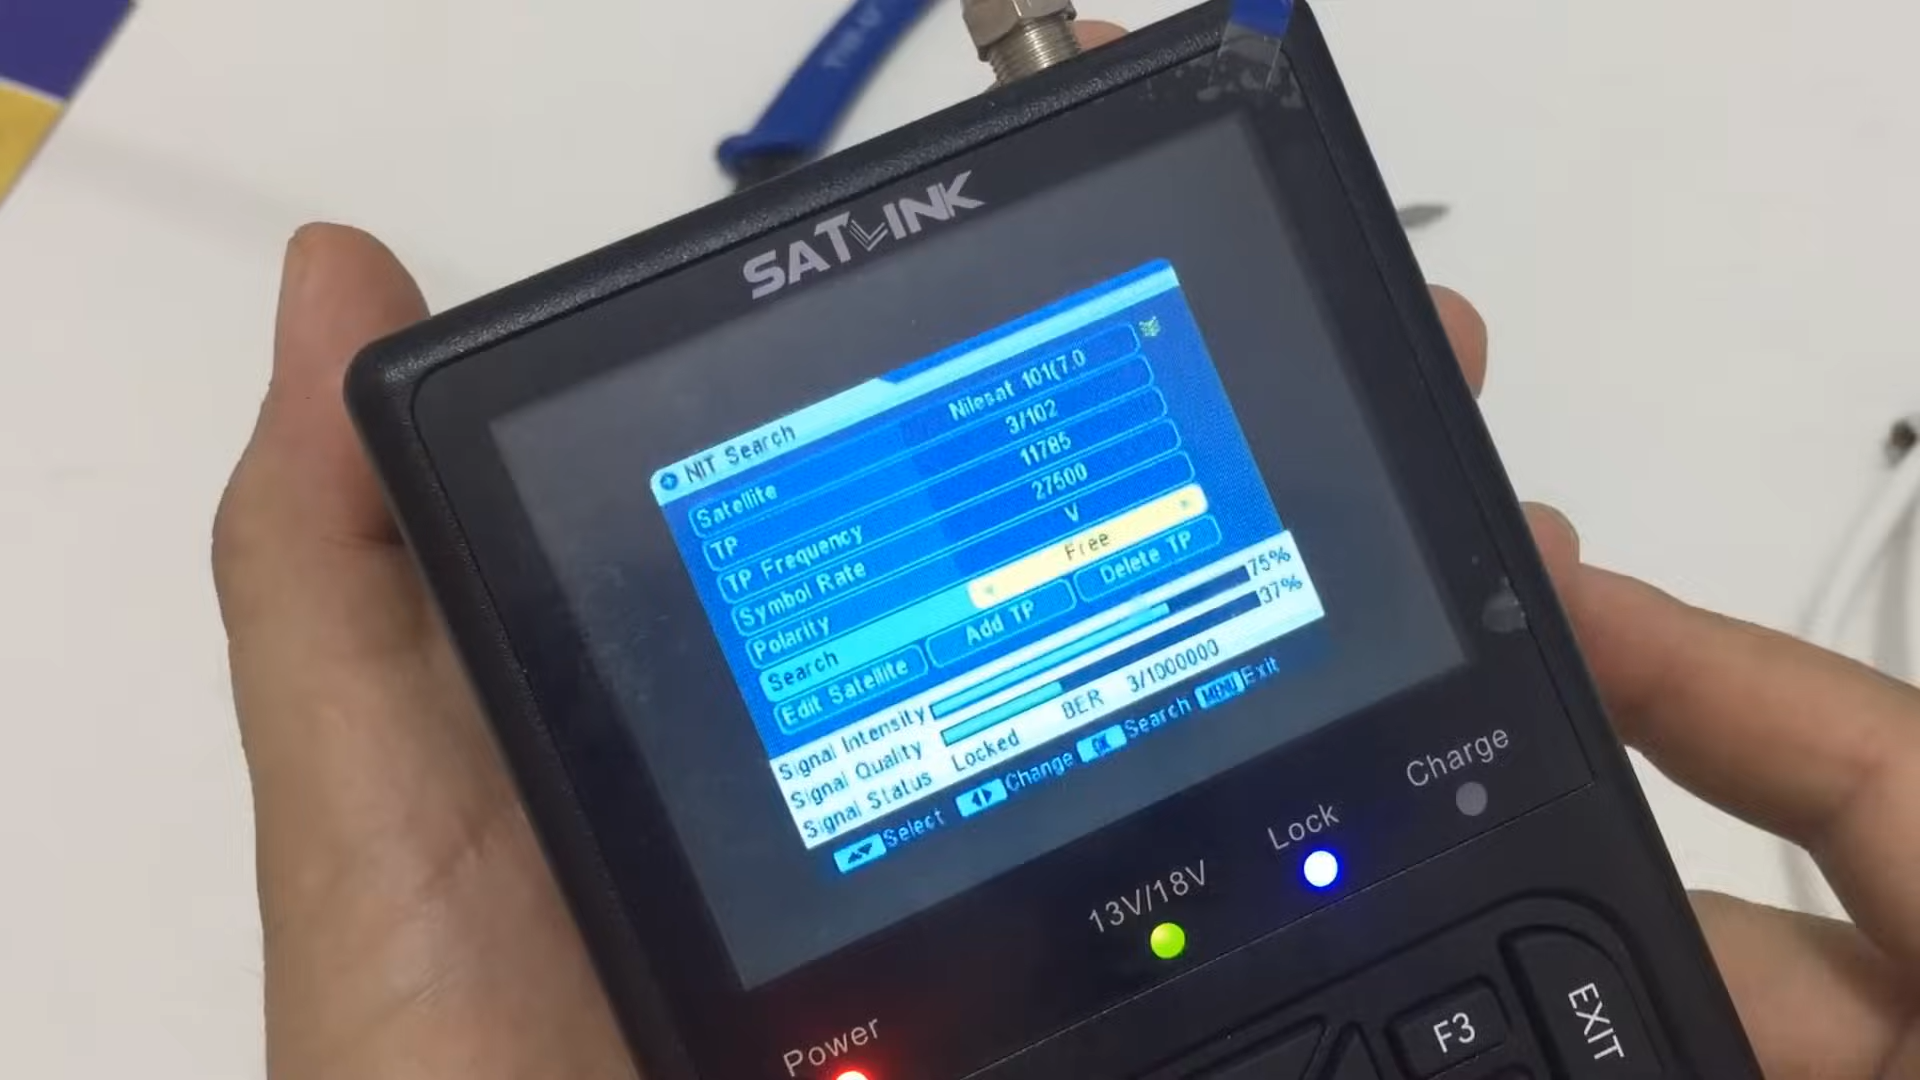 SATLINK
NIT Search
Satellite Nilesat 101(7.0
TP 3/102
TP Frequency 11785
Symbol Rate 27500
Polarity V
Search Free
Edit Satellite Add TP Delete TP
Signal Intensity 75%
Signal Quality 37%
Signal Status Locked BER 3/1000000
Select Change OK Search MENU Exit
Power 13V/18V Lock Charge
F3 EXIT